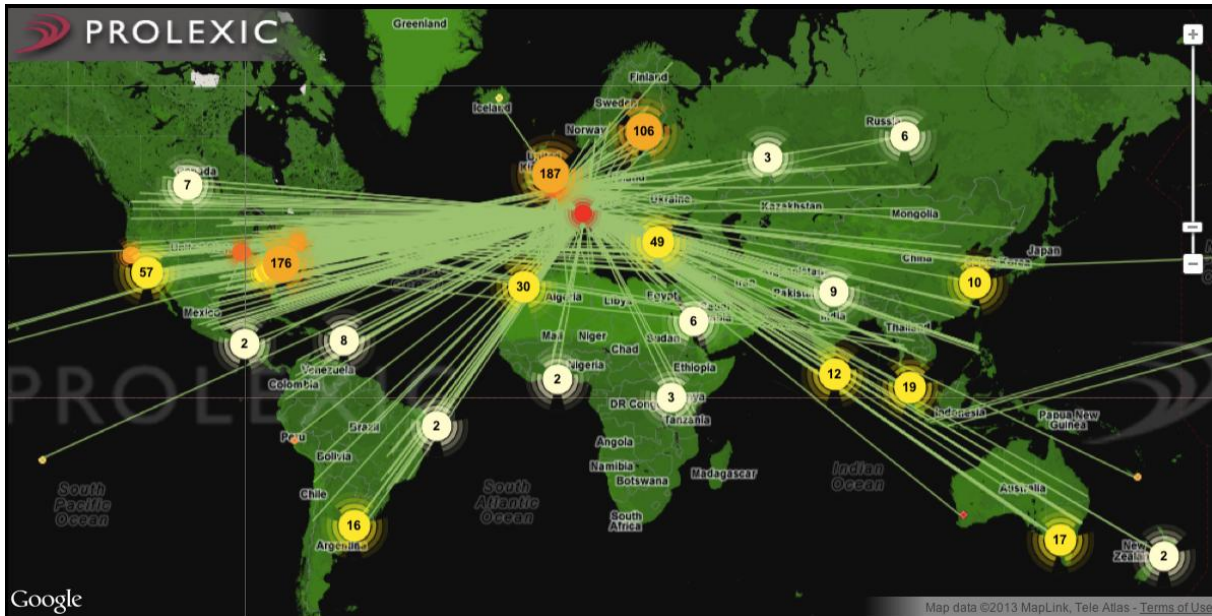 PROLEXIC
Greenland
Iceland
Finland
Sweden
Norway
106
Russia
6
3
187
7
Ukraine
Kazakhstan
Mongolia
49
Japan
China
57
176
30
Algeria
Libya
Egypt
Pakistan
9
India
10
Mexico
2
8
Mali
Niger
Chad
Sudan
6
Thailand
Venezuela
Colombia
2
Nigeria
Ethiopia
3
DR Congo
Tanzania
12
19
Indonesia
Papua New
Guinea
PROLEXIC
Brazil
2
Peru
Bolivia
Angola
Namibia
Botswana
Madagascar
Indian
Ocean
Australia
South
Pacific
Ocean
Chile
South
Atlantic
Ocean
South
Africa
16
Argentina
17
New
Zealand
2
Google
Map data ©2013 MapLink, Tele Atlas - Terms of Use